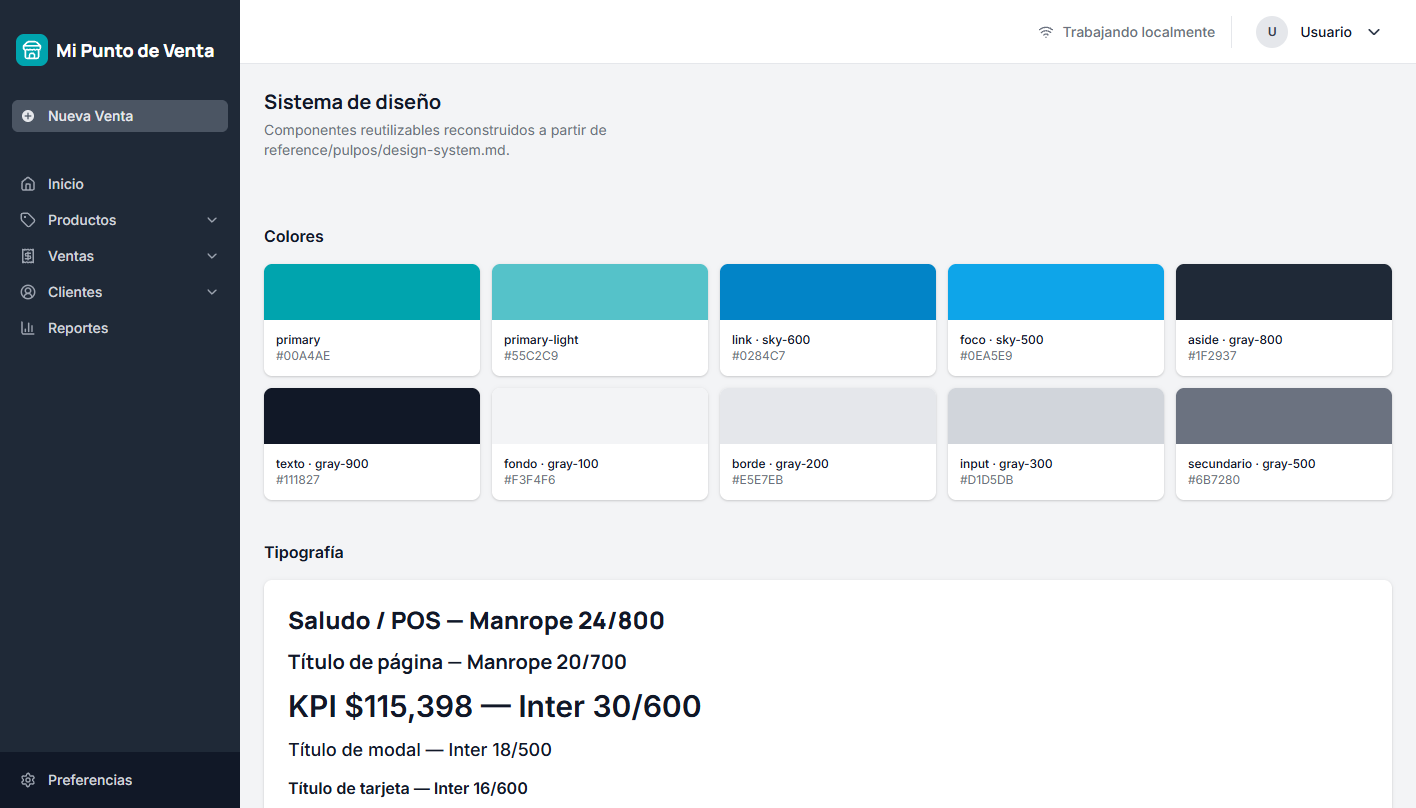 Mi Punto de Venta
Nueva Venta
Inicio
Productos
Ventas
Clientes
Reportes
Preferencias
Trabajando localmente
U
Usuario
Sistema de diseño
Componentes reutilizables reconstruidos a partir de
reference/pulpos/design-system.md.
Colores
primary
#00A4AE
primary-light
#55C2C9
link · sky-600
#0284C7
foco · sky-500
#0EA5E9
aside · gray-800
#1F2937
texto · gray-900
#111827
fondo · gray-100
#F3F4F6
borde · gray-200
#E5E7EB
input · gray-300
#D1D5DB
secundario · gray-500
#6B7280
Tipografía
Saludo / POS — Manrope 24/800
Título de página — Manrope 20/700
KPI $115,398 — Inter 30/600
Título de modal — Inter 18/500
Título de tarjeta — Inter 16/600